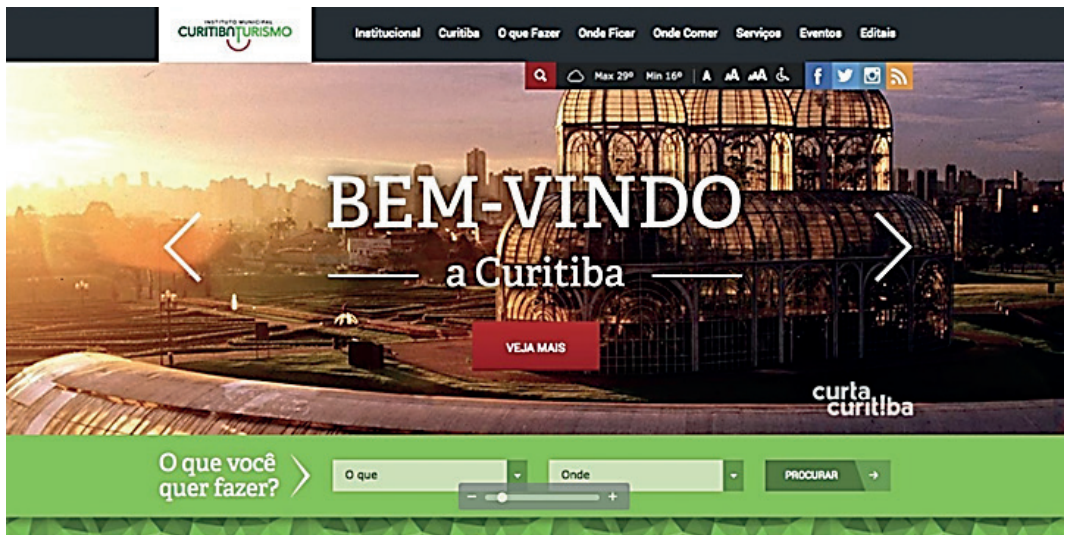 INSTITUTO MUNICIPAL
CURITIBA TURISMO
Institucional Curitiba O que Fazer Onde Ficar Onde Comer Serviços Eventos Editais
Max 29º Min 16º A AA AAA
BEM-VINDO
a Curitiba
VEJA MAIS
curta
curitiba
O que você
quer fazer?
O que
Onde
PROCURAR